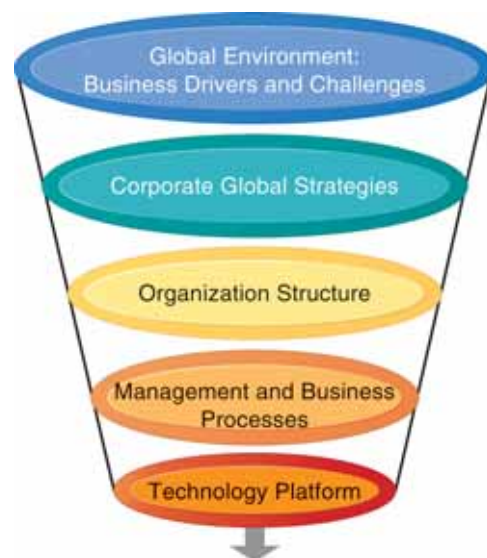 Global Environment:
Business Drivers and Challenges
Corporate Global Strategies
Organization Structure
Management and Business
Processes
Technology Platform